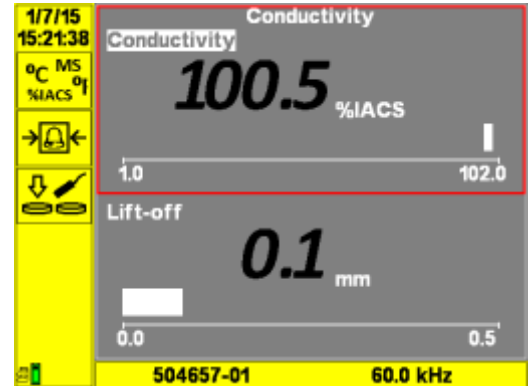 1/7/15
15:21:38
°C MS
%IACS °F
Conductivity
Conductivity
100.5 %IACS
1.0 102.0
Lift-off
0.1 mm
0.0 0.5
504657-01 60.0 kHz